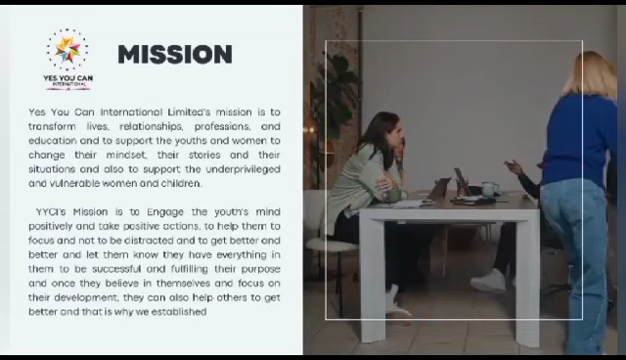 YES YOU CAN
INTERNATIONAL
MISSION
Yes You Can International Limited's mission is to
transform lives, relationships, professions, and
education and to support the youths and women to
change their mindset, their stories and their
situations and also to support the underprivileged
and vulnerable women and children.
YYCI's Mission is to Engage the youth's mind
positively and take positive actions, to help them to
focus and not to be distracted and to get better and
better and let them know they have everything in
them to be successful and fulfilling their purpose
and once they believe in themselves and focus on
their development, they can also help others to get
better and that is why we established